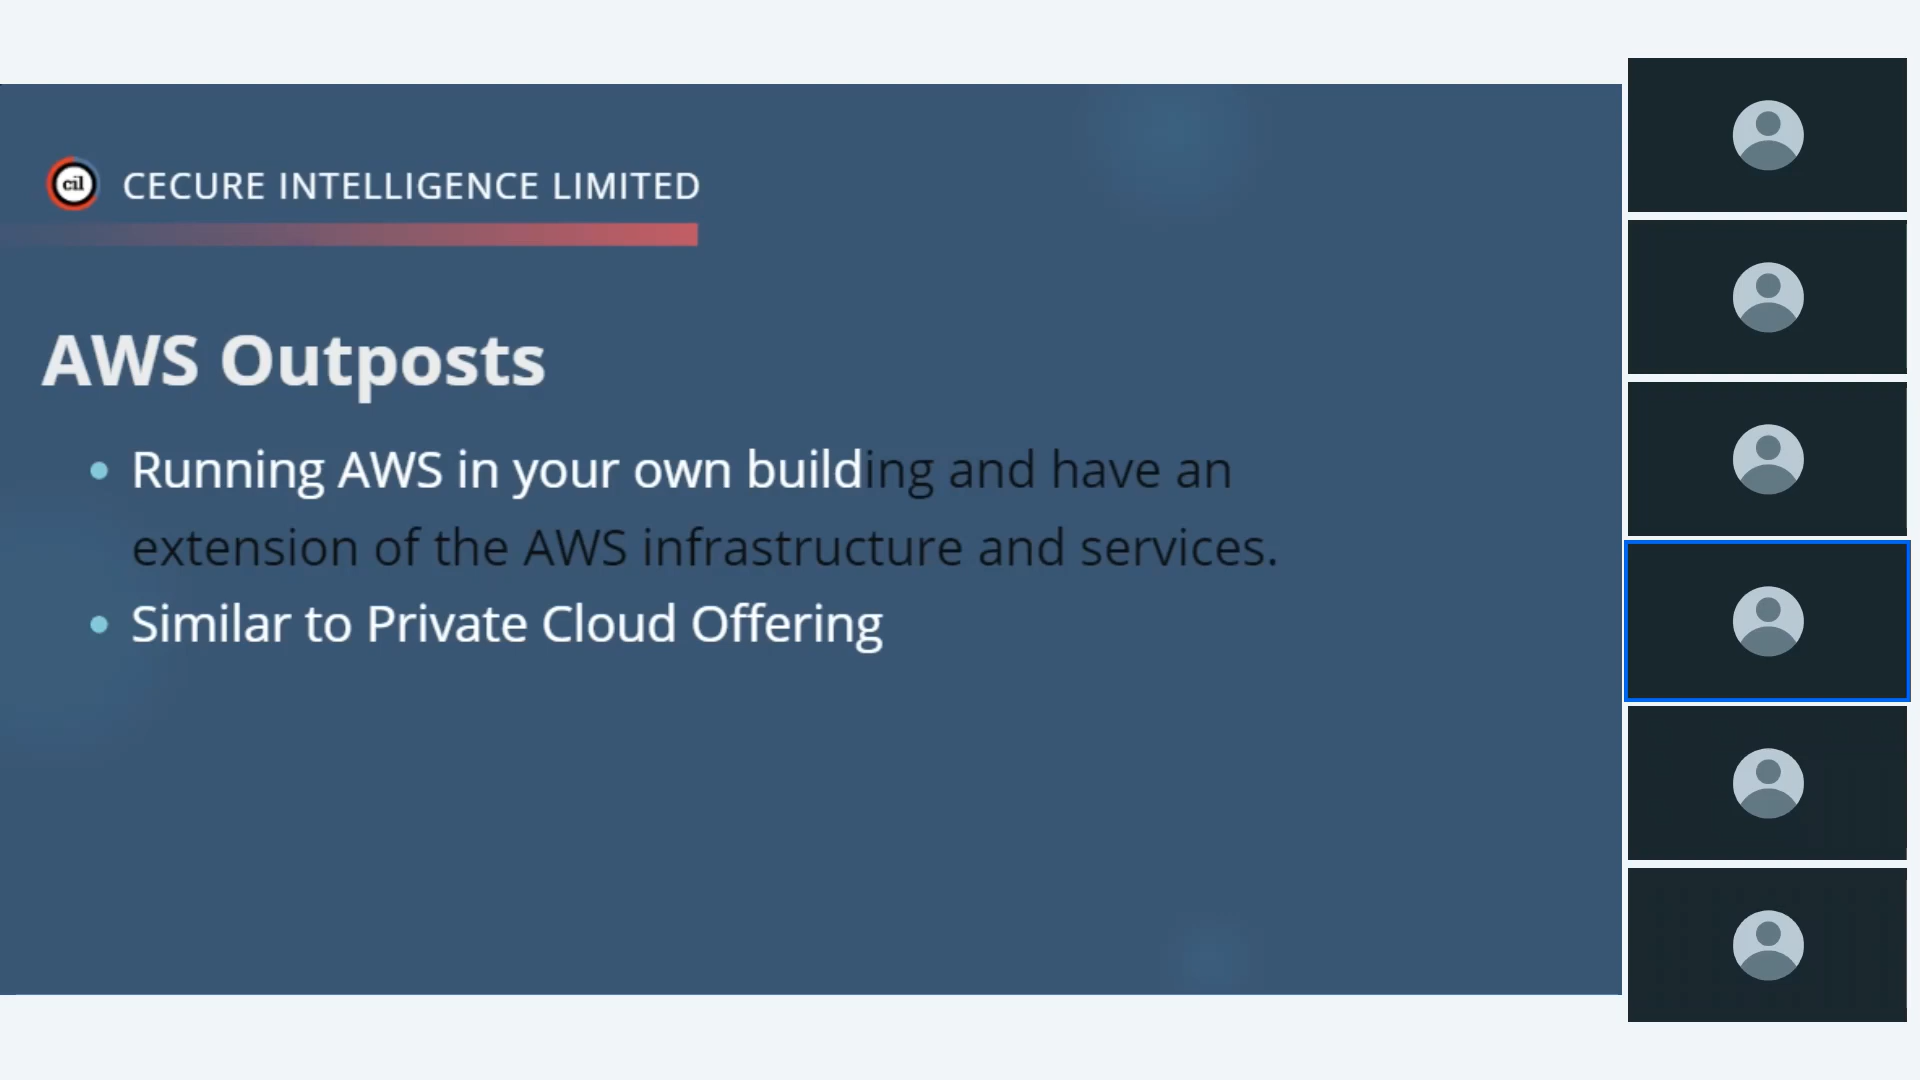 cil CECURE INTELLIGENCE LIMITED
AWS Outposts
• Running AWS in your own building and have an
extension of the AWS infrastructure and services.
• Similar to Private Cloud Offering